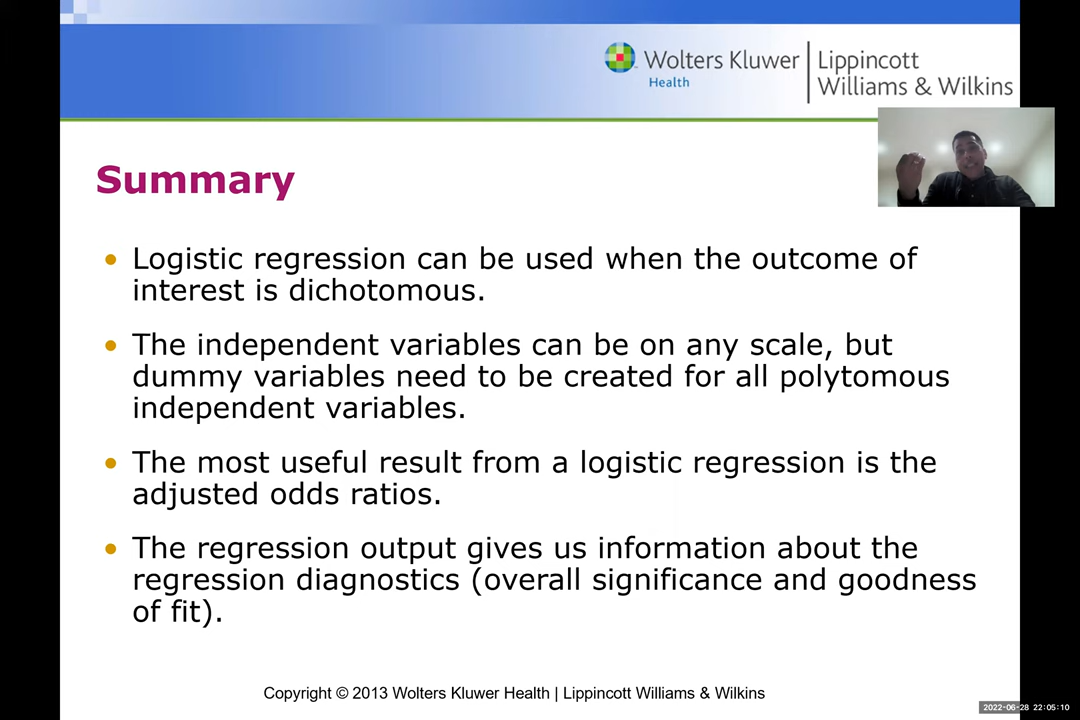 Wolters Kluwer
Health
Lippincott
Williams & Wilkins
Summary
• Logistic regression can be used when the outcome of
interest is dichotomous.
• The independent variables can be on any scale, but
dummy variables need to be created for all polytomous
independent variables.
• The most useful result from a logistic regression is the
adjusted odds ratios.
• The regression output gives us information about the
regression diagnostics (overall significance and goodness
of fit).
Copyright © 2013 Wolters Kluwer Health | Lippincott Williams & Wilkins
2022-06-28 22:05:10